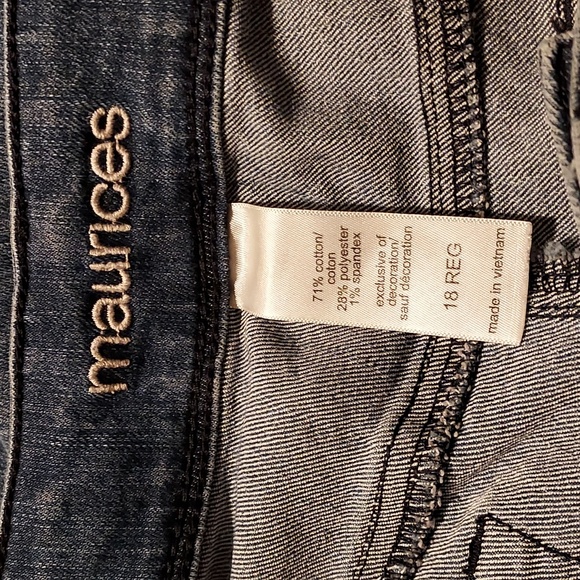 maurices
71% cotton/
coton
28% polyester
1% spandex
exclusive of
decoration/
sauf décoration
18 REG
made in vietnam